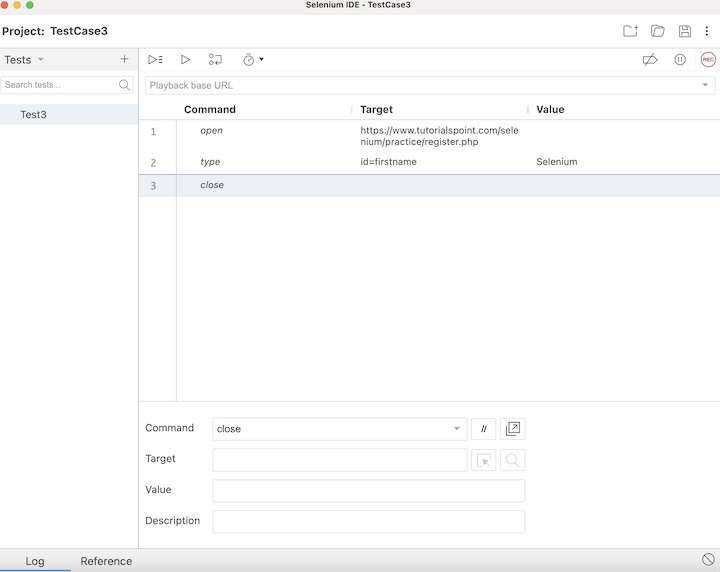 Selenium IDE - TestCase3
Project: TestCase3
Tests
REC
Search tests...
Playback base URL
Test3
Command Target Value
1 open https://www.tutorialspoint.com/sele
nium/practice/register.php
2 type id=firstname Selenium
3 close
Command close //
Target
Value
Description
Log Reference